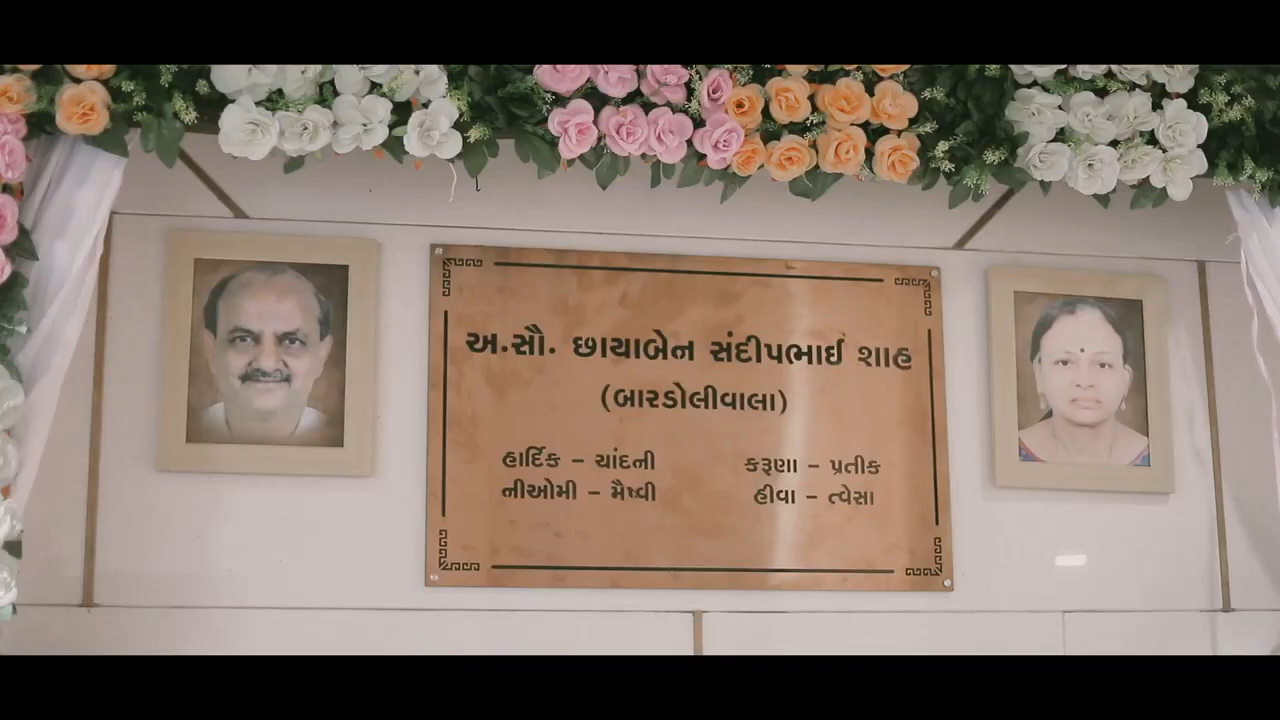 અ.સૌ. છાયાબેન સંદીપભાઈ શાહ
(બારડોલીવાલા)
હાર્દિક – ચાંદની
નીઓમી – મૈષ્વી
કરૂણા – પ્રતીક
હીવા – ત્વેસા